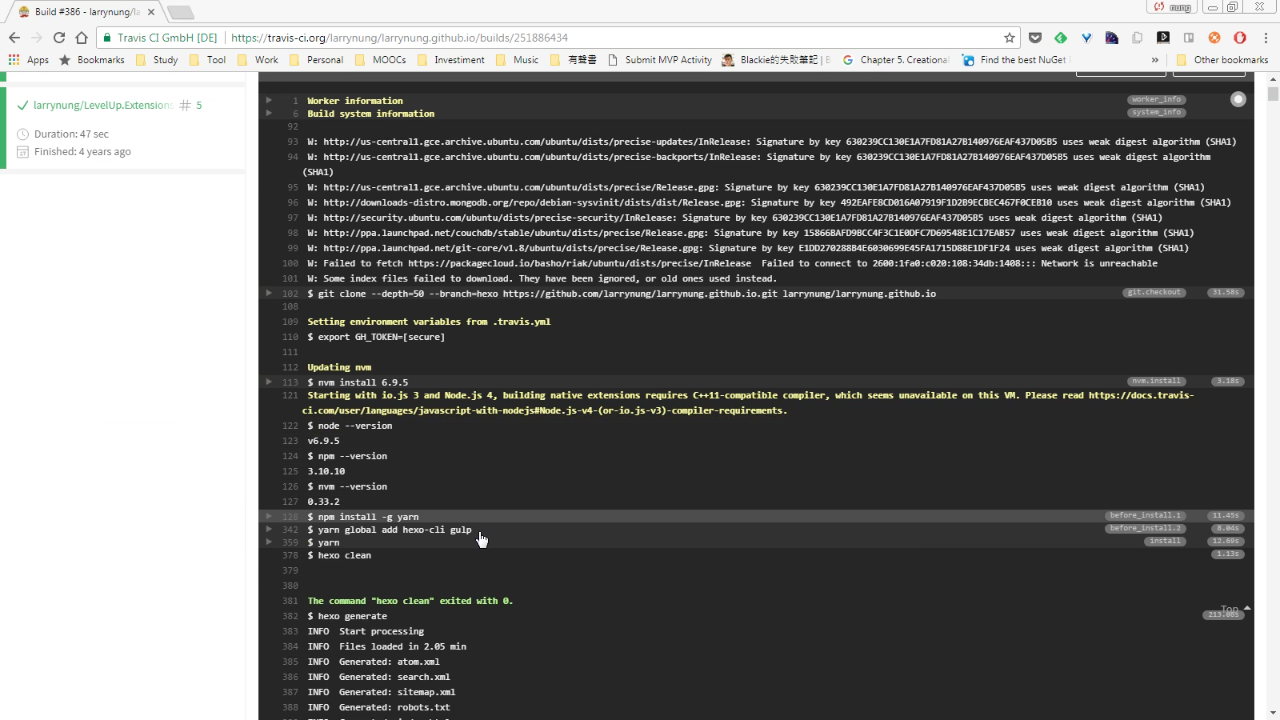 Build #386 - larrynung/la
nung
Travis CI GmbH [DE]
https://travis-ci.org/larrynung/larrynung.github.io/builds/251886434
Apps
Bookmarks
Study
Tool
Work
Personal
MOOCs
Investiment
Music
有聲書
Submit MVP Activity
Blackie的失敗筆記 | E
Chapter 5. Creational
Find the best NuGet
»
Other bookmarks
larrynung/LevelUp.Extensions # 5
Duration: 47 sec
Finished: 4 years ago
1 Worker information worker_info
6 Build system information system_info
92
93 W: http://us-central1.gce.archive.ubuntu.com/ubuntu/dists/precise-updates/InRelease: Signature by key 630239CC130E1A7FD81A27B140976EAF437D05B5 uses weak digest algorithm (SHA1)
94 W: http://us-central1.gce.archive.ubuntu.com/ubuntu/dists/precise-backports/InRelease: Signature by key 630239CC130E1A7FD81A27B140976EAF437D05B5 uses weak digest algorithm
(SHA1)
95 W: http://us-central1.gce.archive.ubuntu.com/ubuntu/dists/precise/Release.gpg: Signature by key 630239CC130E1A7FD81A27B140976EAF437D05B5 uses weak digest algorithm (SHA1)
96 W: http://downloads-distro.mongodb.org/repo/debian-sysvinit/dists/dist/Release.gpg: Signature by key 492EAFE8CD016A07919F1D2B9ECBEC467F0CEB10 uses weak digest algorithm (SHA1)
97 W: http://security.ubuntu.com/ubuntu/dists/precise-security/InRelease: Signature by key 630239CC130E1A7FD81A27B140976EAF437D05B5 uses weak digest algorithm (SHA1)
98 W: http://ppa.launchpad.net/couchdb/stable/ubuntu/dists/precise/Release.gpg: Signature by key 15866BAFD9BCC4F3C1E0DFC7D69548E1C17EAB57 uses weak digest algorithm (SHA1)
99 W: http://ppa.launchpad.net/git-core/v1.8/ubuntu/dists/precise/Release.gpg: Signature by key E1DD270288B4E6030699E45FA1715D88E1DF1F24 uses weak digest algorithm (SHA1)
100 W: Failed to fetch https://packagecloud.io/basho/riak/ubuntu/dists/precise/InRelease  Failed to connect to 2600:1fa0:c020:108:34db:1408::: Network is unreachable
101 W: Some index files failed to download. They have been ignored, or old ones used instead.
102 $ git clone --depth=50 --branch=hexo https://github.com/larrynung/larrynung.github.io.git larrynung/larrynung.github.io git.checkout 31.58s
108
109 Setting environment variables from .travis.yml
110 $ export GH_TOKEN=[secure]
111
112 Updating nvm
113 $ nvm install 6.9.5 nvm.install 3.18s
121 Starting with io.js 3 and Node.js 4, building native extensions requires C++11-compatible compiler, which seems unavailable on this VM. Please read https://docs.travis-
ci.com/user/languages/javascript-with-nodejs#Node.js-v4-(or-io.js-v3)-compiler-requirements.
122 $ node --version
123 v6.9.5
124 $ npm --version
125 3.10.10
126 $ nvm --version
127 0.33.2
$ npm install -g yarn before_install.1 11.45s
342 $ yarn global add hexo-cli gulp before_install.2 8.04s
359 $ yarn install 12.69s
378 $ hexo clean 1.13s
379
380
381 The command "hexo clean" exited with 0.
Top
382 $ hexo generate
383 INFO  Start processing
384 INFO  Files loaded in 2.05 min
385 INFO  Generated: atom.xml
386 INFO  Generated: search.xml
387 INFO  Generated: sitemap.xml
388 INFO  Generated: robots.txt